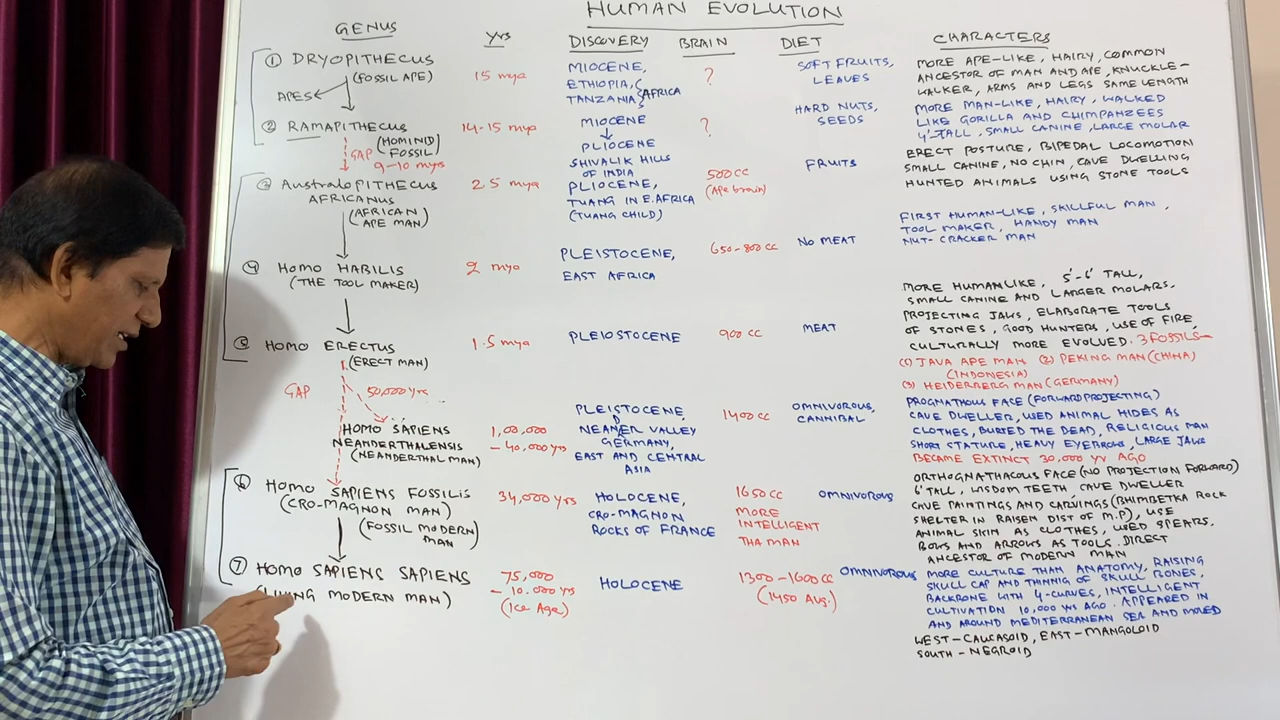 HUMAN EVOLUTION
GENUS YRS DISCOVERY BRAIN DIET CHARACTERS
① DRYOPITHECUS
(FOSSIL APE)
APES
15 mya
MIOCENE,
ETHIOPIA,
TANZANIA AFRICA
?
SOFT FRUITS,
LEAVES
MORE APE-LIKE, HAIRY, COMMON
ANCESTOR OF MAN AND APE, KNUCKLE-
WALKER, ARMS AND LEGS SAME LENGTH
② RAMAPITHECUS
(HOMINID
FOSSIL)
GAP
9-10 myrs
14-15 mya
MIOCENE
PLIOCENE
SHIVALIK HILLS
OF INDIA
?
HARD NUTS,
SEEDS
MORE MAN-LIKE, HAIRY, WALKED
LIKE GORILLA AND CHIMPANZEES
4' TALL, SMALL CANINE, LARGE MOLAR
③ AUSTRALOPITHECUS
AFRICANUS
(AFRICAN
APE MAN)
2.5 mya
PLIOCENE,
TUANG IN E.AFRICA
(TUANG CHILD)
500 cc
(Ape brain)
FRUITS
ERECT POSTURE, BIPEDAL LOCOMOTION
SMALL CANINE, NO CHIN, CAVE DWELLING
HUNTED ANIMALS USING STONE TOOLS
④ HOMO HABILIS
(THE TOOL MAKER)
2 mya
PLEISTOCENE,
EAST AFRICA
650-800 cc
NO MEAT
FIRST HUMAN-LIKE, SKILLFUL MAN,
TOOL MAKER, HANDY MAN
NUT-CRACKER MAN
⑤ HOMO ERECTUS
(ERECT MAN)
GAP 50,000 yrs
1.5 mya
PLEIOSTOCENE
900 cc
MEAT
MORE HUMANLIKE, 5'-6' TALL,
SMALL CANINE AND LARGER MOLARS,
PROJECTING JAWS, ELABORATE TOOLS
OF STONES, GOOD HUNTERS, USE OF FIRE,
CULTURALLY MORE EVOLVED. 3 FOSSILS
(1) JAVA APE MAN (2) PEKING MAN (CHINA)
(INDONESIA)
(3) HEIDERBERG MAN (GERMANY)
HOMO SAPIENS
NEANDERTHALENSIS
(NEANDERTHAL MAN)
1,00,000
- 40,000 yrs
PLEISTOCENE,
NEANDER VALLEY
GERMANY,
EAST AND CENTRAL
ASIA
1400 cc
OMNIVOROUS,
CANNIBAL
PROGNATHOUS FACE (FORWARD PROJECTING)
CAVE DWELLER, USED ANIMAL HIDES AS
CLOTHES, BURIED THE DEAD, RELIGIOUS MAN
SHORT STATURE, HEAVY EYEBROWS, LARGE JAWS
BECAME EXTINCT 30,000 yr AGO
⑥ HOMO SAPIENS FOSSILIS
(CRO-MAGNON MAN)
(FOSSIL MODERN
MAN)
34,000 yrs
HOLOCENE,
CRO-MAGNON
ROCKS OF FRANCE
1650 cc
MORE
INTELLIGENT
THA MAN
OMNIVOROUS
ORTHOGNATHACOUS FACE (NO PROJECTION FORWARD)
6' TALL, WISDOM TEETH, CAVE DWELLER
CAVE PAINTINGS AND CARVINGS (BHIMBETKA ROCK
SHELTER IN RAISEN DIST OF M.P), USE
ANIMAL SKIN AS CLOTHES, USED SPEARS,
BOWS AND ARROWS AS TOOLS. DIRECT
ANCESTOR OF MODERN MAN
⑦ HOMO SAPIENS SAPIENS
(LIVING MODERN MAN)
75,000
- 10,000 yrs
(Ice Age)
HOLOCENE
1300-1600 cc
(1450 Av.)
OMNIVOROUS
MORE CULTURE THAN ANATOMY, RAISING
SKULL CAP AND THINNIG OF SKULL BONES,
BACKBONE WITH 4-CURVES, INTELLIGENT
CULTIVATION 10,000 YRS AGO. APPEARED IN
AND AROUND MEDITERRANEAN SEA AND MOVED
WEST-CAUCASOID, EAST-MANGOLOID
SOUTH-NEGROID